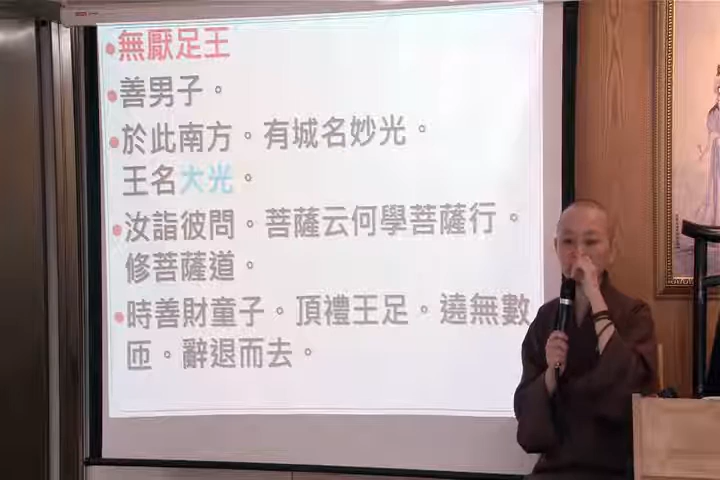 •無厭足王
•善男子。
•於此南方。有城名妙光。
王名大光。
•汝詣彼問。菩薩云何學菩薩行。
修菩薩道。
•時善財童子。頂禮王足。遶無數
匝。辭退而去。